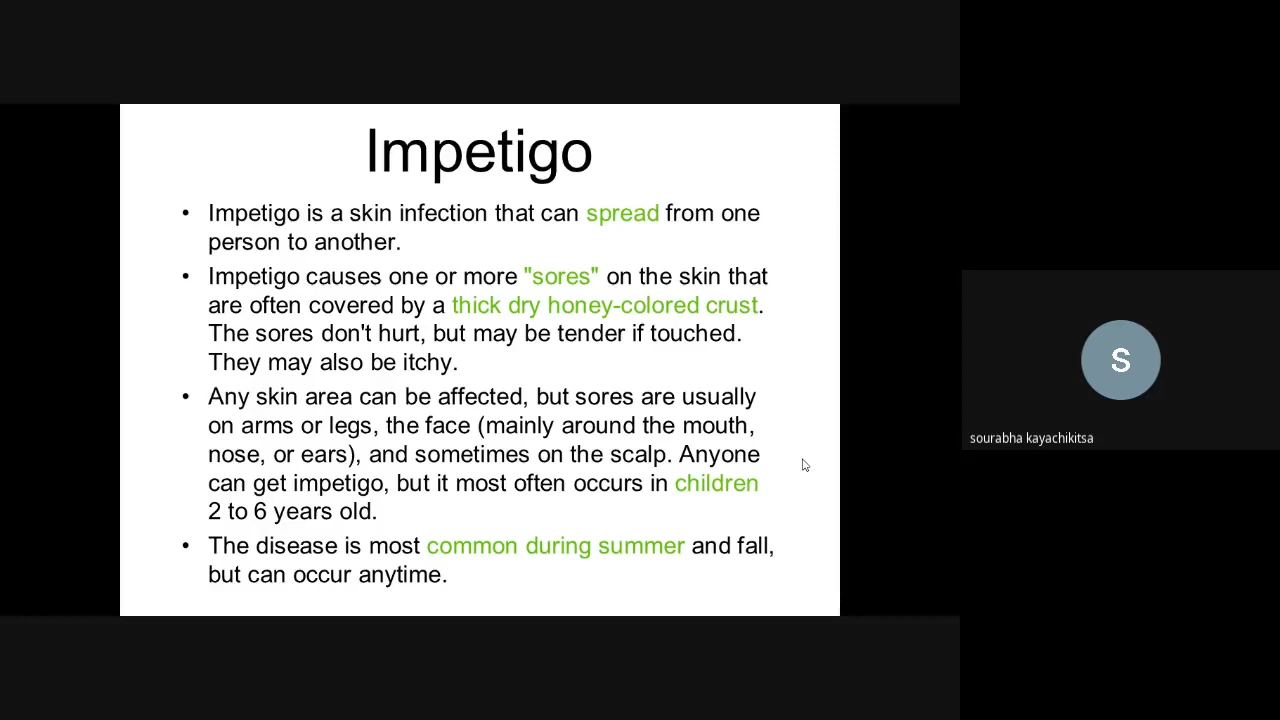 Impetigo
• Impetigo is a skin infection that can spread from one
person to another.
• Impetigo causes one or more "sores" on the skin that
are often covered by a thick dry honey-colored crust.
The sores don't hurt, but may be tender if touched.
They may also be itchy.
• Any skin area can be affected, but sores are usually
on arms or legs, the face (mainly around the mouth,
nose, or ears), and sometimes on the scalp. Anyone
can get impetigo, but it most often occurs in children
2 to 6 years old.
• The disease is most common during summer and fall,
but can occur anytime.
S
sourabha kayachikitsa